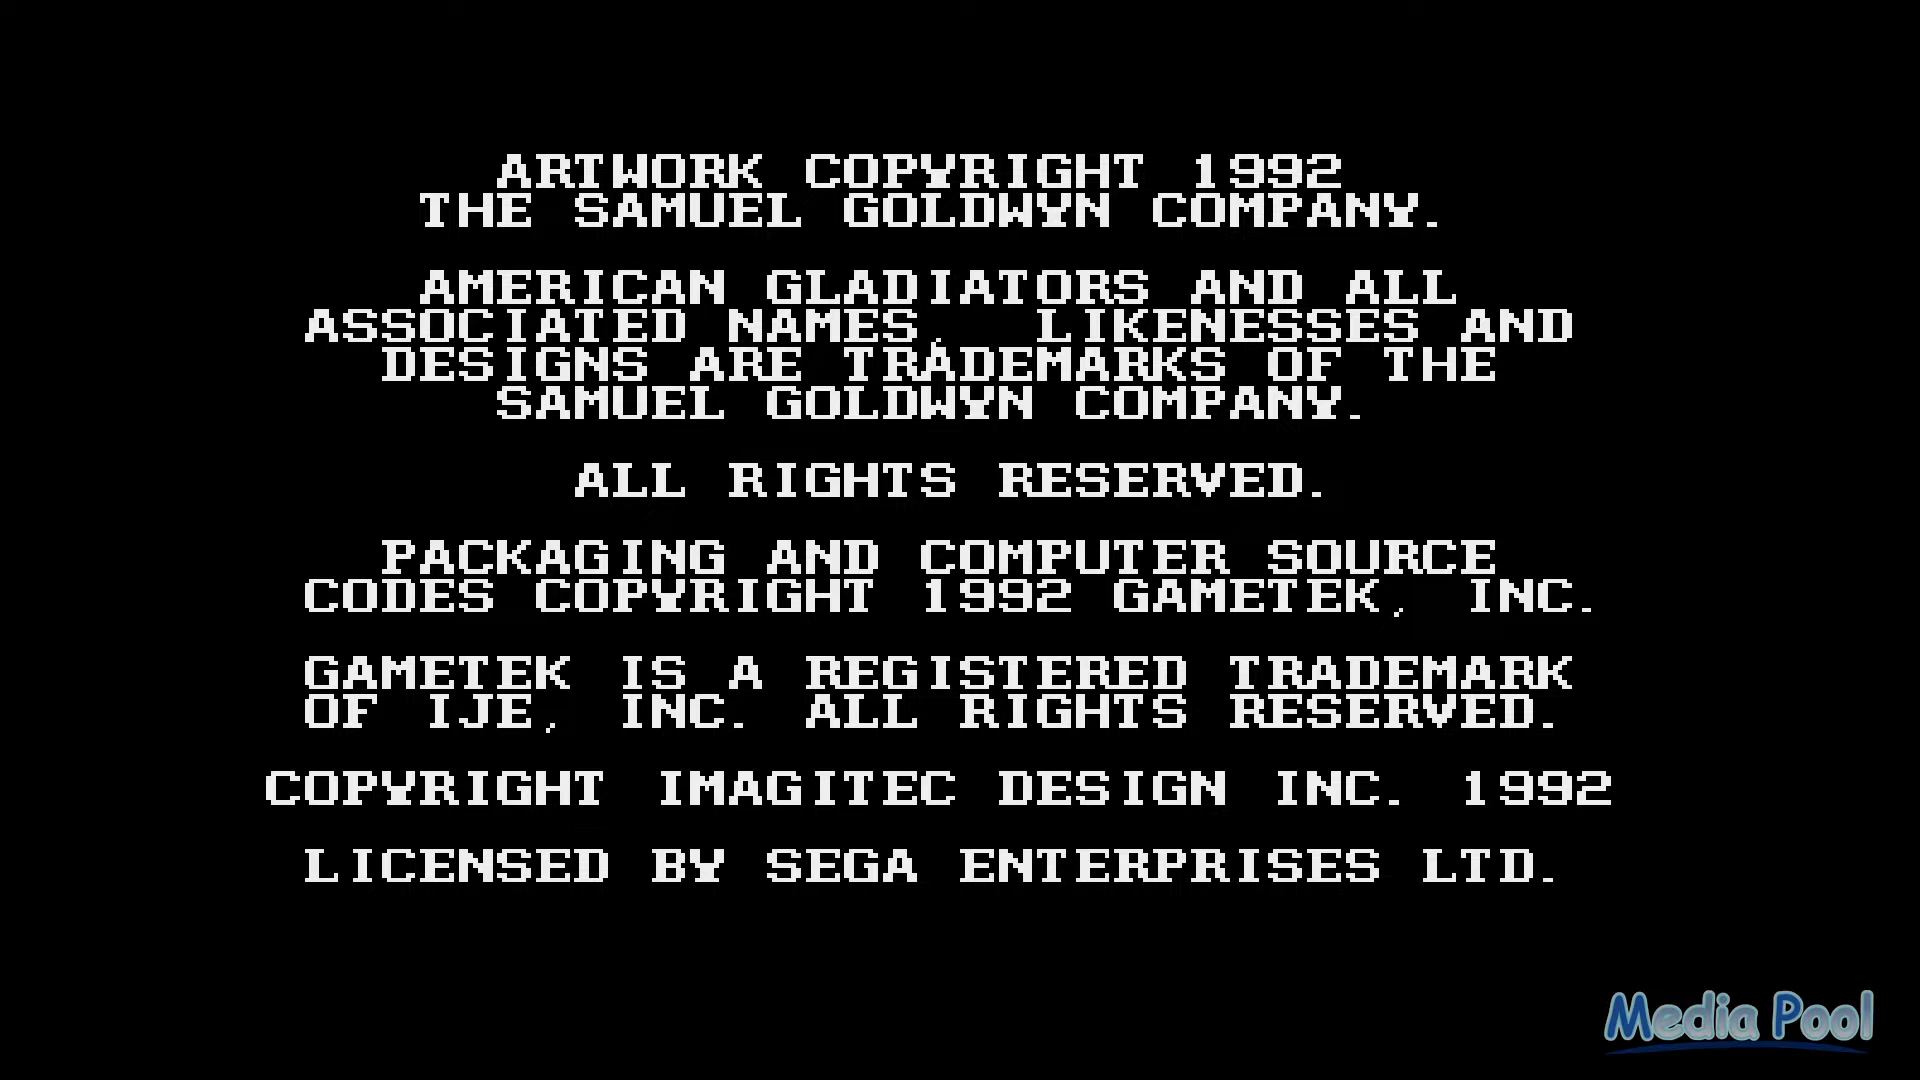 ARTWORK COPYRIGHT 1992
THE SAMUEL GOLDWYN COMPANY.
AMERICAN GLADIATORS AND ALL
ASSOCIATED NAMES, LIKENESSES AND
DESIGNS ARE TRADEMARKS OF THE
SAMUEL GOLDWYN COMPANY.
ALL RIGHTS RESERVED.
PACKAGING AND COMPUTER SOURCE
CODES COPYRIGHT 1992 GAMETEK, INC.
GAMETEK IS A REGISTERED TRADEMARK
OF IJE, INC. ALL RIGHTS RESERVED.
COPYRIGHT IMAGITEC DESIGN INC. 1992
LICENSED BY SEGA ENTERPRISES LTD.
Media Pool